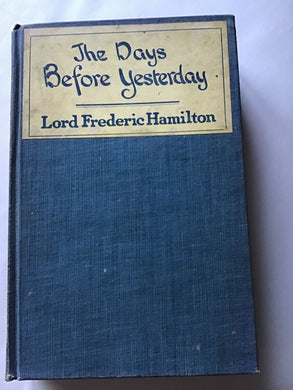 The Days
Before Yesterday
Lord Frederic Hamilton